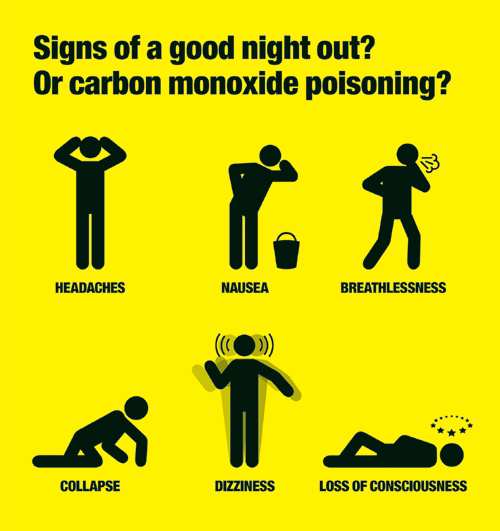 Signs of a good night out?
Or carbon monoxide poisoning?
HEADACHES
NAUSEA
BREATHLESSNESS
COLLAPSE
DIZZINESS
LOSS OF CONSCIOUSNESS